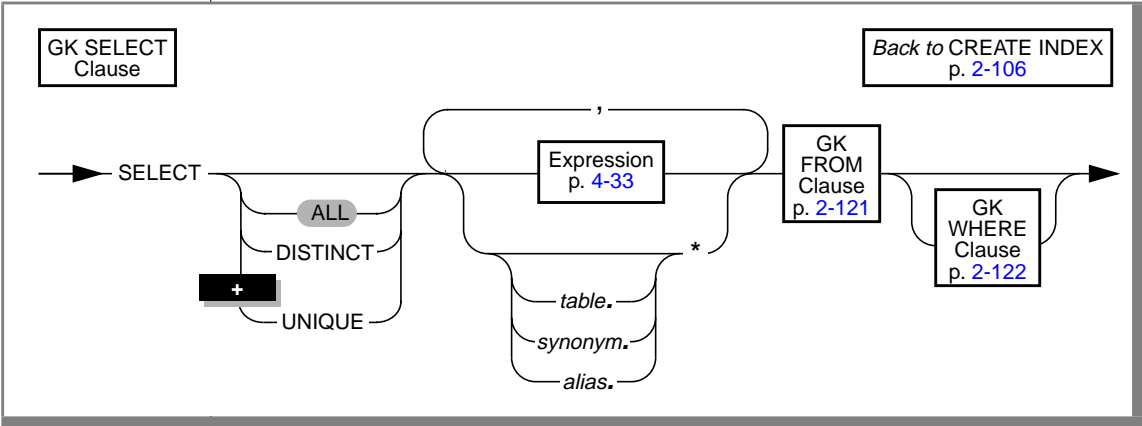 GK SELECT
Clause
Back to CREATE INDEX
p. 2-106
,
SELECT
ALL
DISTINCT
+
UNIQUE
Expression
p. 4-33
*
table.
synonym.
alias.
GK
FROM
Clause
p. 2-121
GK
WHERE
Clause
p. 2-122